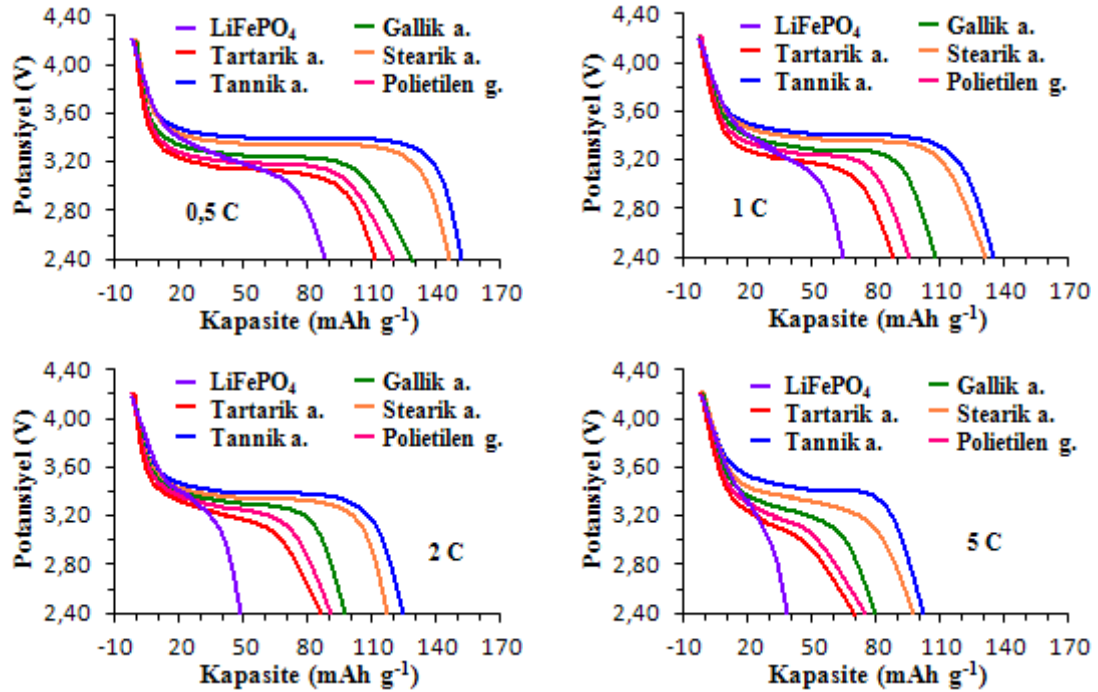 4,40
4,00
3,60
3,20
2,80
2,40
Potansiyel (V)
LiFePO₄
Gallik a.
Tartarik a.
Stearik a.
Tannik a.
Polietilen g.
0,5 C
-10 20 50 80 110 140 170
Kapasite (mAh g⁻¹)
4,40
4,00
3,60
3,20
2,80
2,40
Potansiyel (V)
LiFePO₄
Gallik a.
Tartarik a.
Stearik a.
Tannik a.
Polietilen g.
1 C
-10 20 50 80 110 140 170
Kapasite (mAh g⁻¹)
4,40
4,00
3,60
3,20
2,80
2,40
Potansiyel (V)
LiFePO₄
Gallik a.
Tartarik a.
Stearik a.
Tannik a.
Polietilen g.
2 C
-10 20 50 80 110 140 170
Kapasite (mAh g⁻¹)
4,40
4,00
3,60
3,20
2,80
2,40
Potansiyel (V)
LiFePO₄
Gallik a.
Tartarik a.
Stearik a.
Tannik a.
Polietilen g.
5 C
-10 20 50 80 110 140 170
Kapasite (mAh g⁻¹)